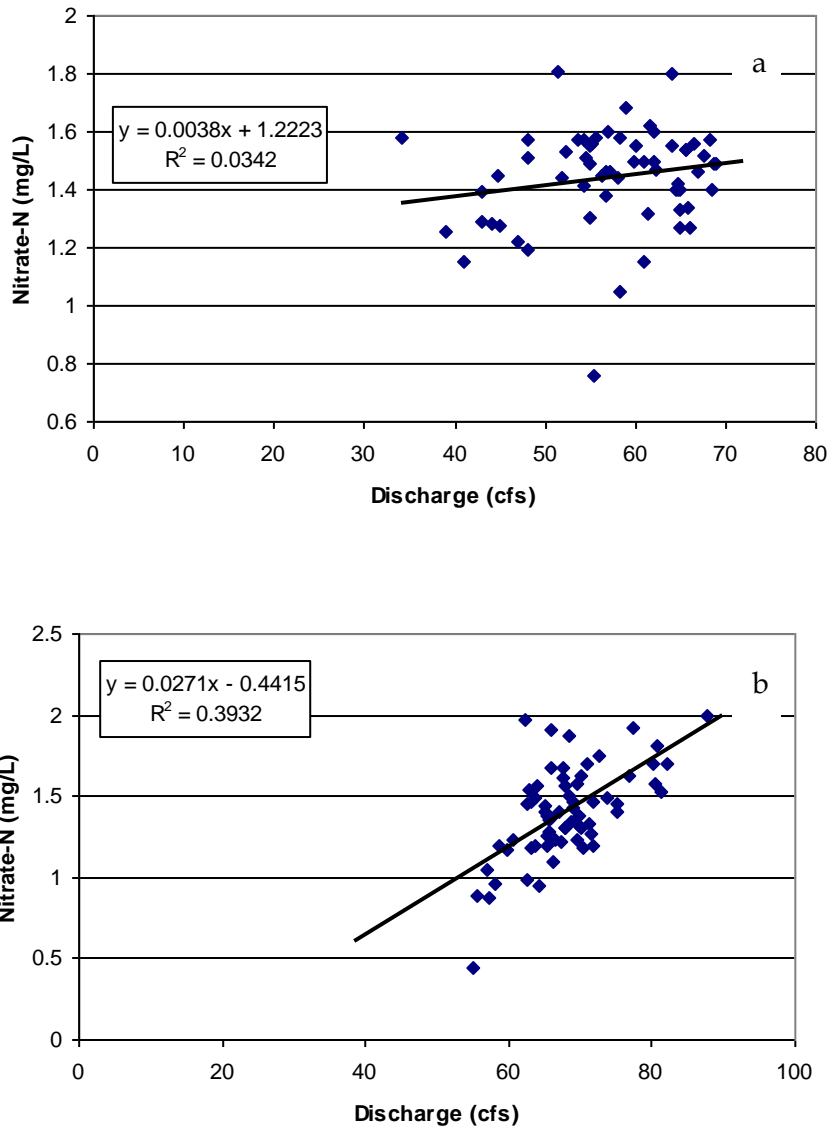 2
1.8
1.6
1.4
1.2
1
0.8
0.6
a
y = 0.0038x + 1.2223
R² = 0.0342
Nitrate-N (mg/L)
0 10 20 30 40 50 60 70 80
Discharge (cfs)
2.5
2
1.5
1
0.5
0
b
y = 0.0271x - 0.4415
R² = 0.3932
Nitrate-N (mg/L)
0 20 40 60 80 100
Discharge (cfs)